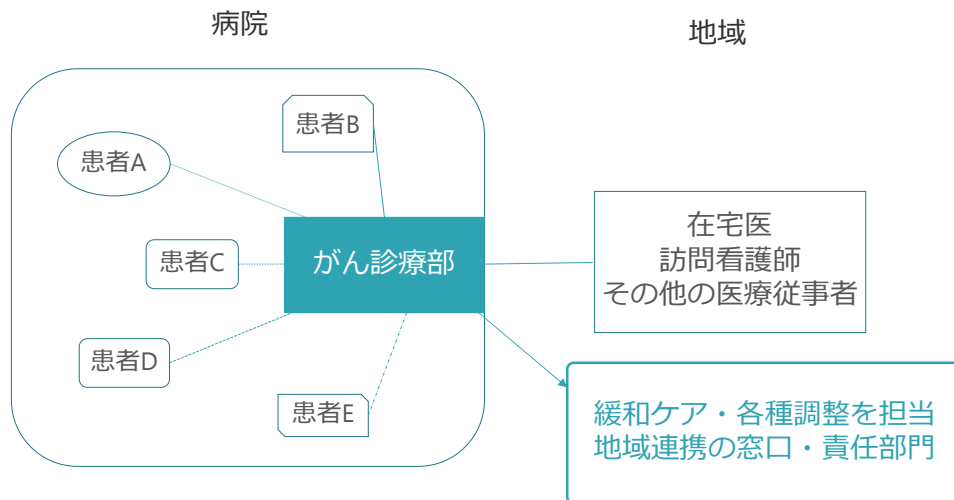 病院
地域
患者B
患者A
患者C
がん診療部
患者D
患者E
在宅医
訪問看護師
その他の医療従事者
緩和ケア・各種調整を担当
地域連携の窓口・責任部門